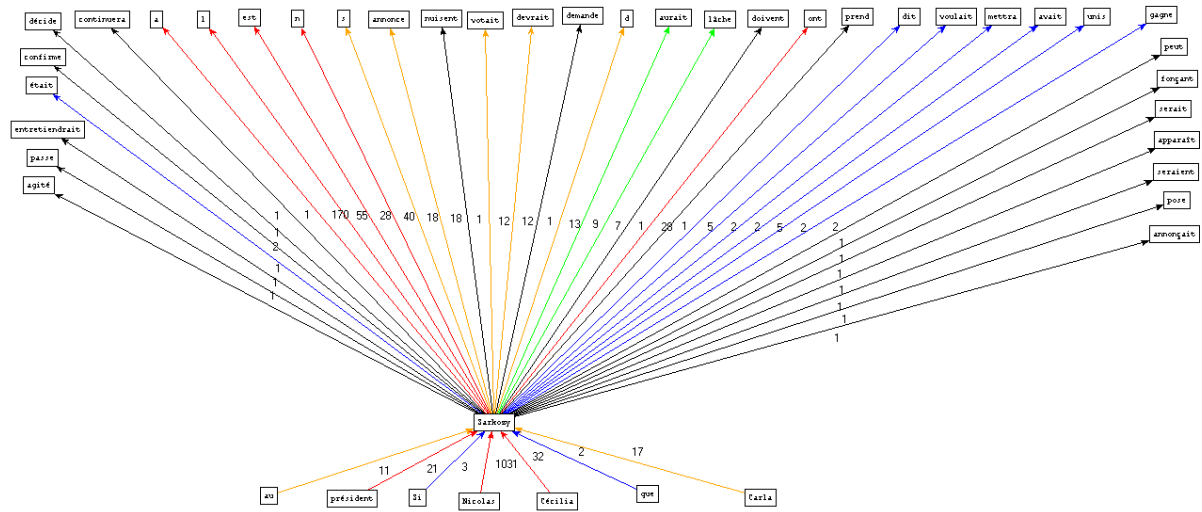 décide
continuera
a
l
est
n
s
annonce
nuisent
votait
devrait
demande
d
aurait
lâche
doivent
ont
prend
dit
voulait
mettra
avait
unis
gagne
confirme
peut
était
fonçant
serait
entretiendrait
apparaît
passe
seraient
agité
pose
annonçait
1
1
170
55
28
40
18
18
1
12
12
1
13
9
7
1
28
1
5
2
2
5
2
2
1
2
1
1
1
1
1
1
1
1
1
1
Sarkozy
11
21
3
1031
32
2
17
au
président
Si
Nicolas
Cécilia
que
Carla